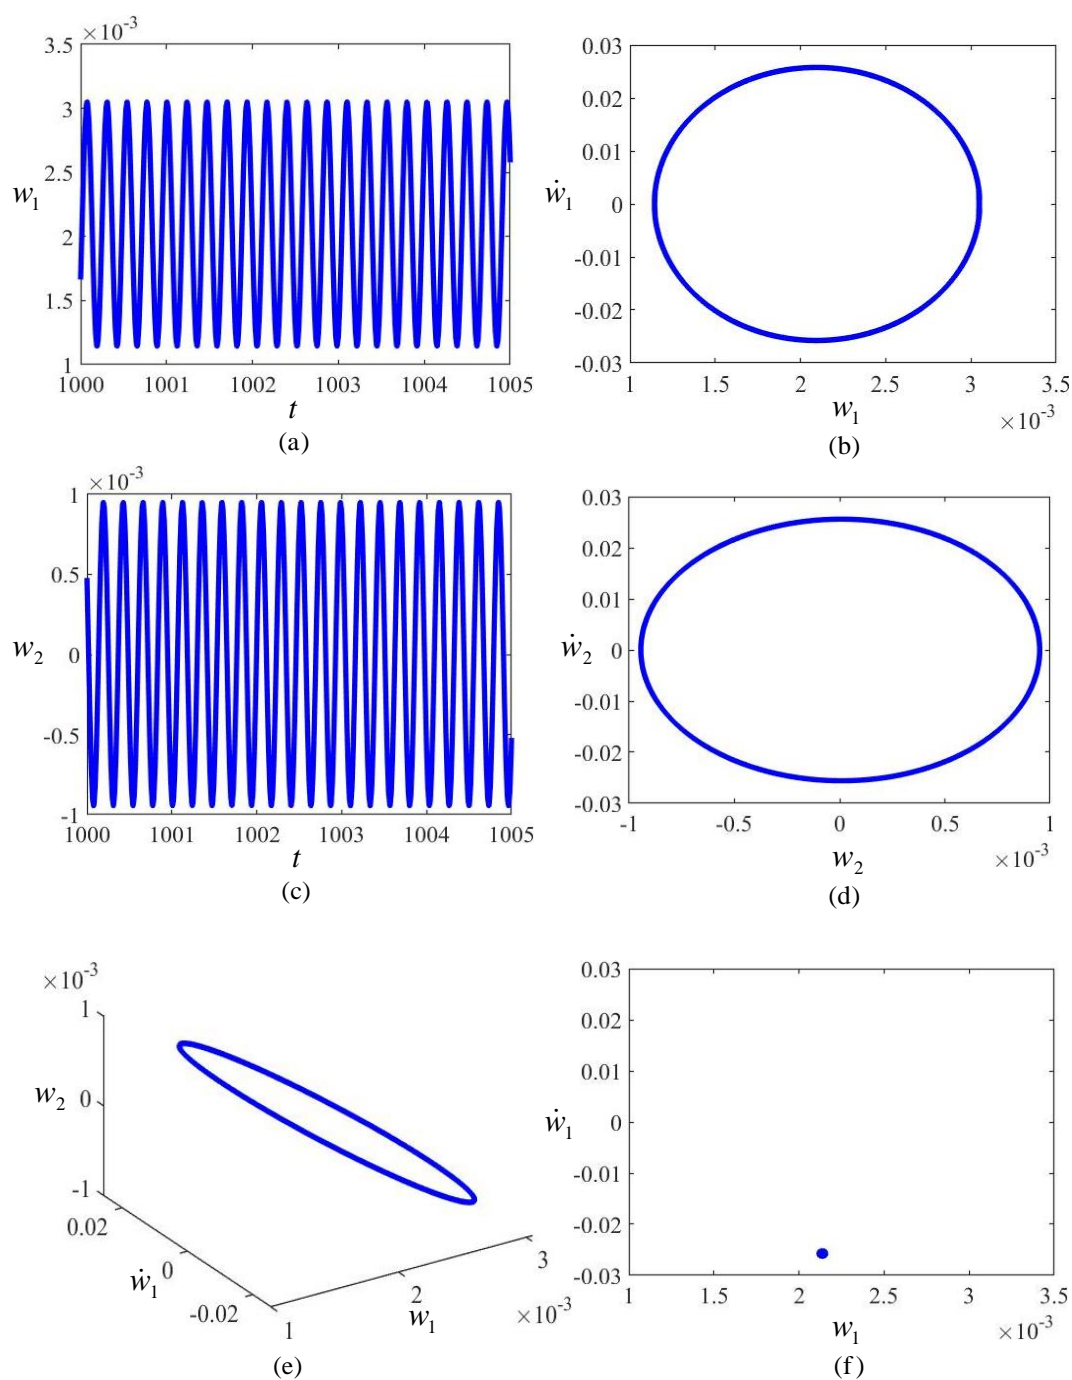 ×10⁻³
3.5
3
2.5
2
1.5
1
w₁
1000 1001 1002 1003 1004 1005
t
(a)
0.03
0.02
0.01
0
-0.01
-0.02
-0.03
ẇ₁
1 1.5 2 2.5 3 3.5
w₁
×10⁻³
(b)
×10⁻³
1
0.5
0
-0.5
-1
w₂
1000 1001 1002 1003 1004 1005
t
(c)
0.03
0.02
0.01
0
-0.01
-0.02
-0.03
ẇ₂
-1 -0.5 0 0.5 1
w₂
×10⁻³
(d)
×10⁻³
1
w₂ 0
-1
0.02
0
-0.02
ẇ₁
1 2 3
w₁
×10⁻³
(e)
0.03
0.02
0.01
0
-0.01
-0.02
-0.03
ẇ₁
1 1.5 2 2.5 3 3.5
w₁
×10⁻³
(f)